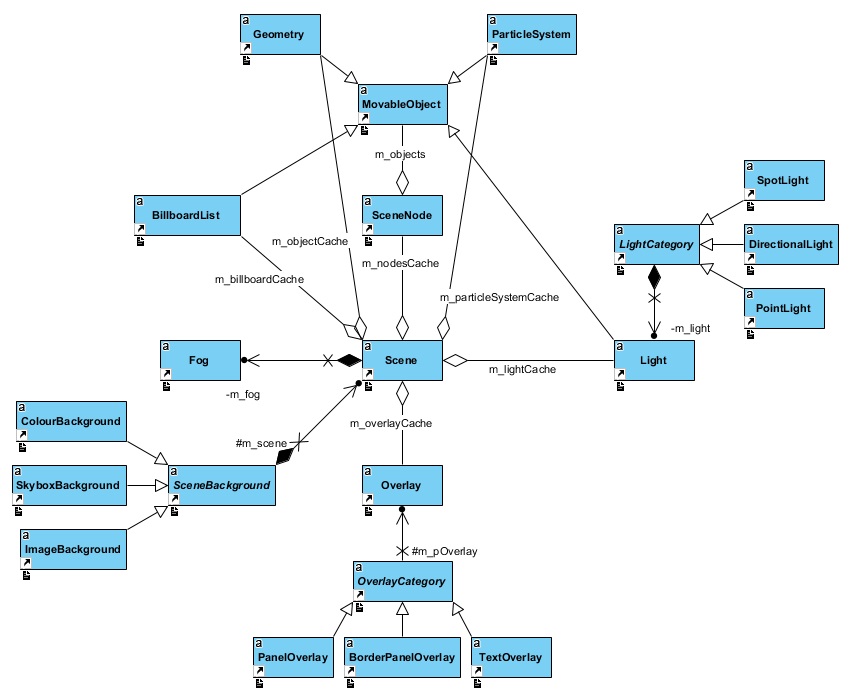 a
Geometry
a
ParticleSystem
a
MovableObject
m_objects
a
SpotLight
a
BillboardList
a
SceneNode
a
LightCategory
a
DirectionalLight
m_objectCache
m_nodesCache
m_billboardCache
m_particleSystemCache
a
PointLight
-m_light
a
Fog
a
Scene
a
Light
m_lightCache
-m_fog
a
ColourBackground
m_overlayCache
#m_scene
a
SkyboxBackground
a
SceneBackground
a
Overlay
a
ImageBackground
#m_pOverlay
a
OverlayCategory
a
PanelOverlay
a
BorderPanelOverlay
a
TextOverlay